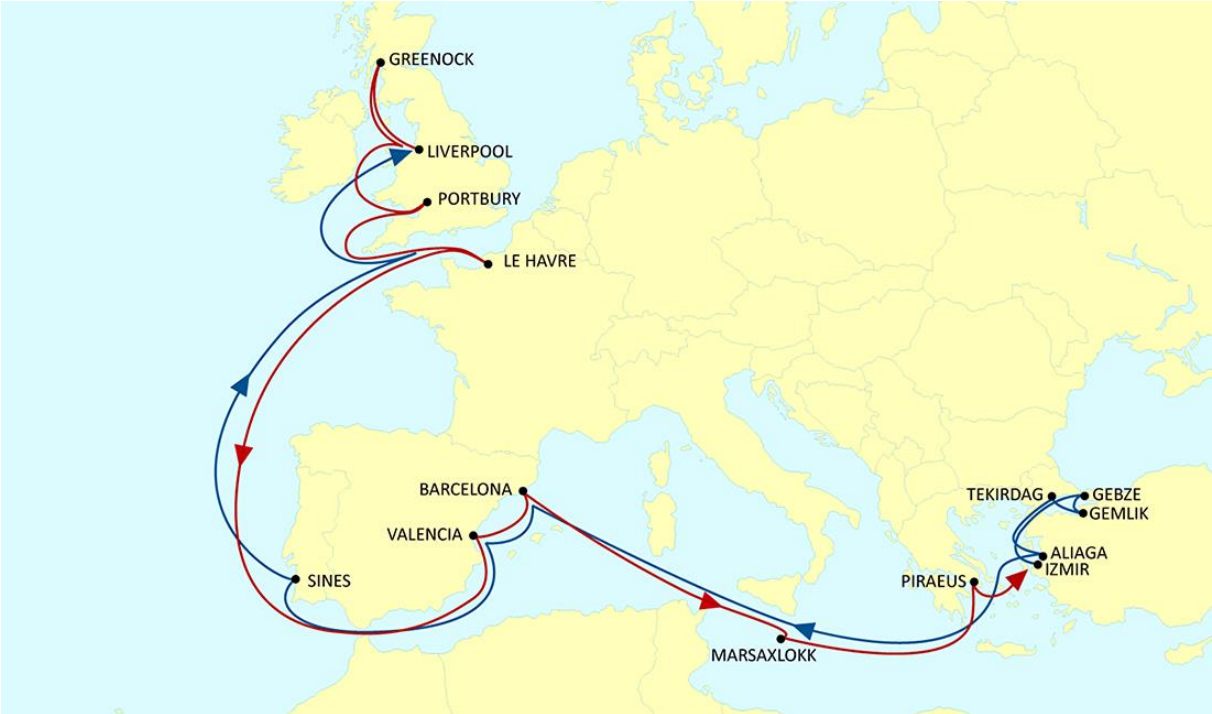 GREENOCK
LIVERPOOL
PORTBURY
LE HAVRE
BARCELONA
TEKIRDAG
GEBZE
GEMLIK
VALENCIA
ALIAGA
IZMIR
SINES
PIRAEUS
MARSAXLOKK